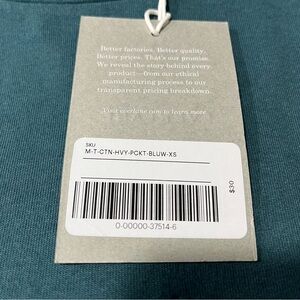 Better factories. Better quality.
Better prices. That's our promise.
We reveal the story behind every
product—from our ethical
manufacturing process to our
transparent pricing breakdown.
Visit everlane.com to learn more.
SKU
M-T-CTN-HVY-PCKT-BLUW-XS
$30
0-00000-37514-6